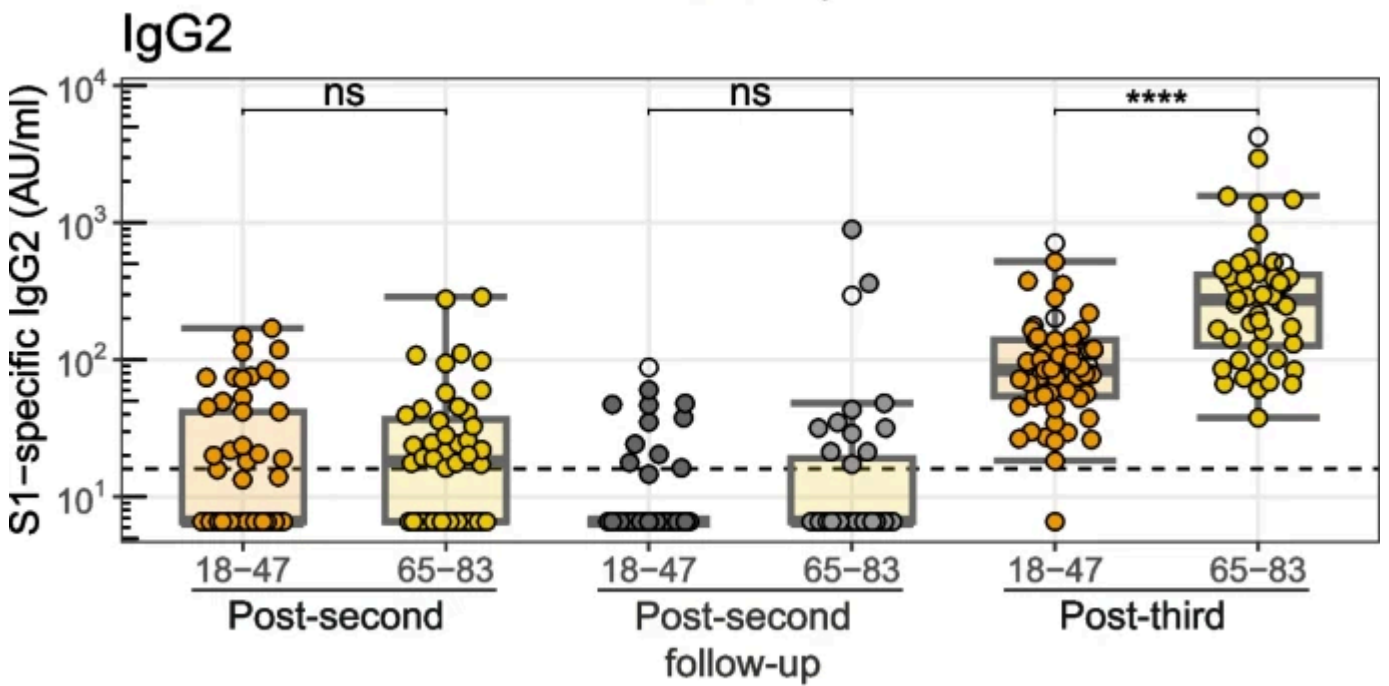 IgG2
S1−specific IgG2 (AU/ml)
10⁴
10³
10²
10¹
ns
ns
****
18−47
65−83
18−47
65−83
18−47
65−83
Post-second
Post-second
follow-up
Post-third